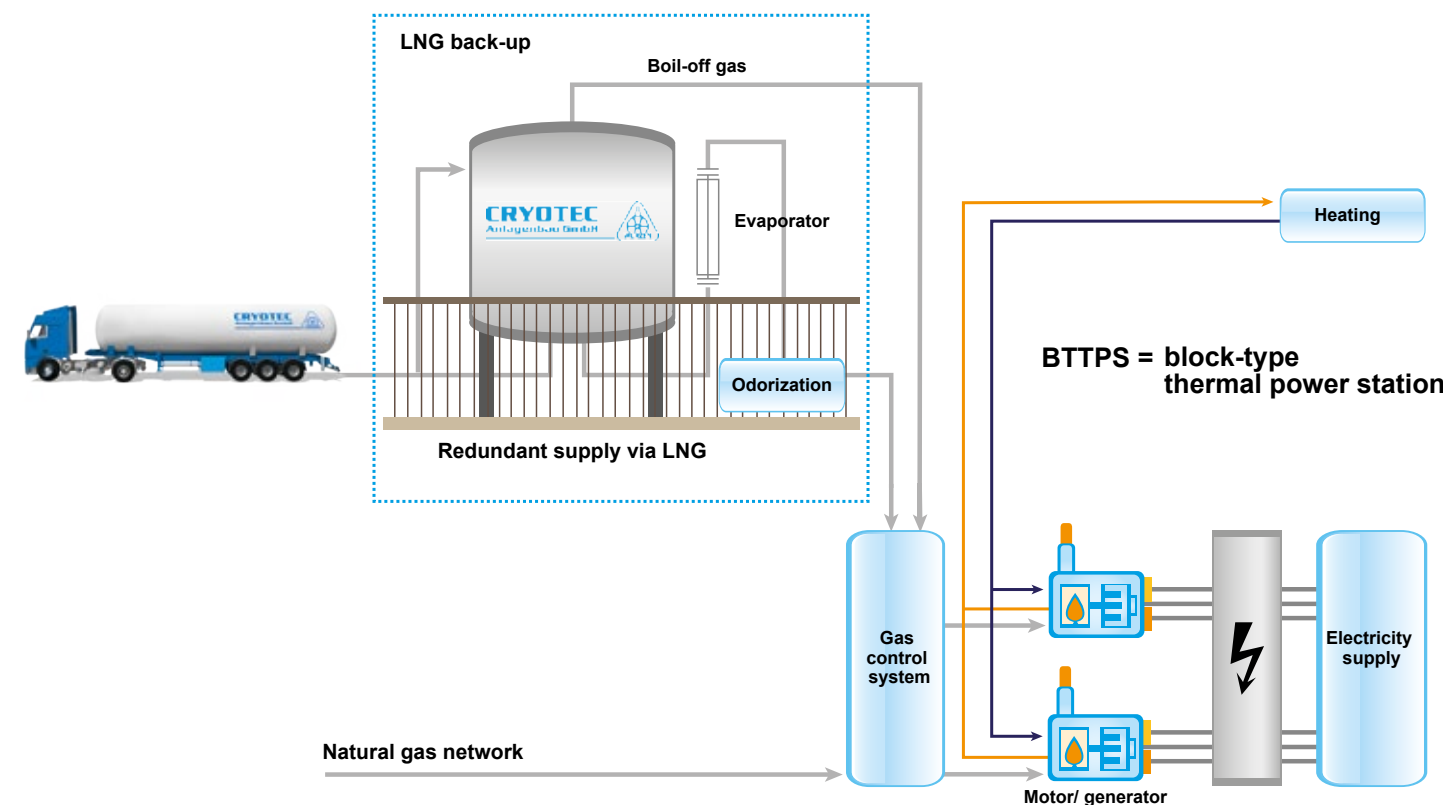 LNG back-up
Boil-off gas
CRYOTEC
Anlagenbau GmbH
Evaporator
Heating
CRYOTEC
BTTPS = block-type
thermal power station
Odorization
Redundant supply via LNG
Gas
control
system
Electricity
supply
Natural gas network
Motor/ generator